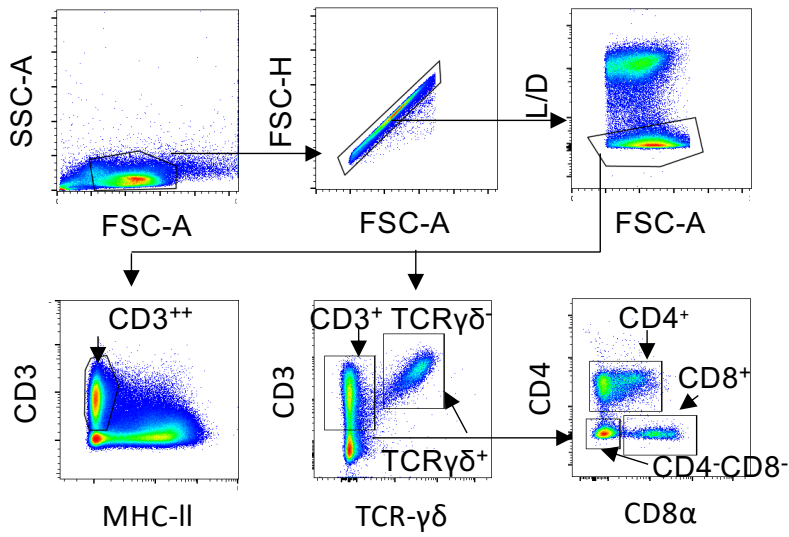 SSC-A
FSC-A
FSC-H
FSC-A
L/D
FSC-A
CD3⁺⁺
CD3
MHC-II
CD3⁺ TCRγδ⁻
CD3
TCRγδ⁺
TCR-γδ
CD4⁺
CD4
CD8⁺
CD4⁻CD8⁻
CD8α